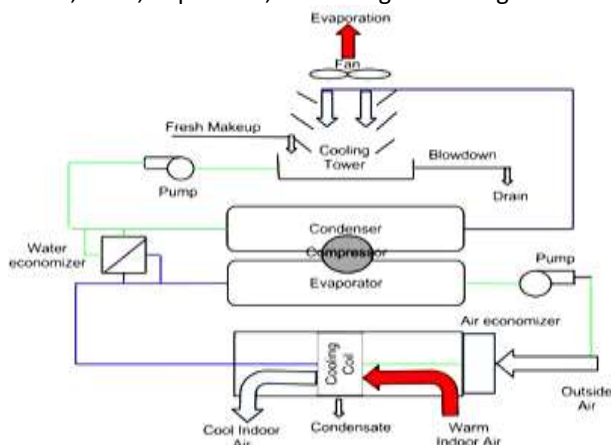 Evaporation
Fan
Fresh Makeup
Cooling
Tower
Blowdown
Pump
Drain
Condenser
Water
economizer
Compressor
Pump
Evaporator
Air economizer
Cooling
Coil
Outside
Air
Cool Indoor
Air
Condensate
Warm
Indoor Air